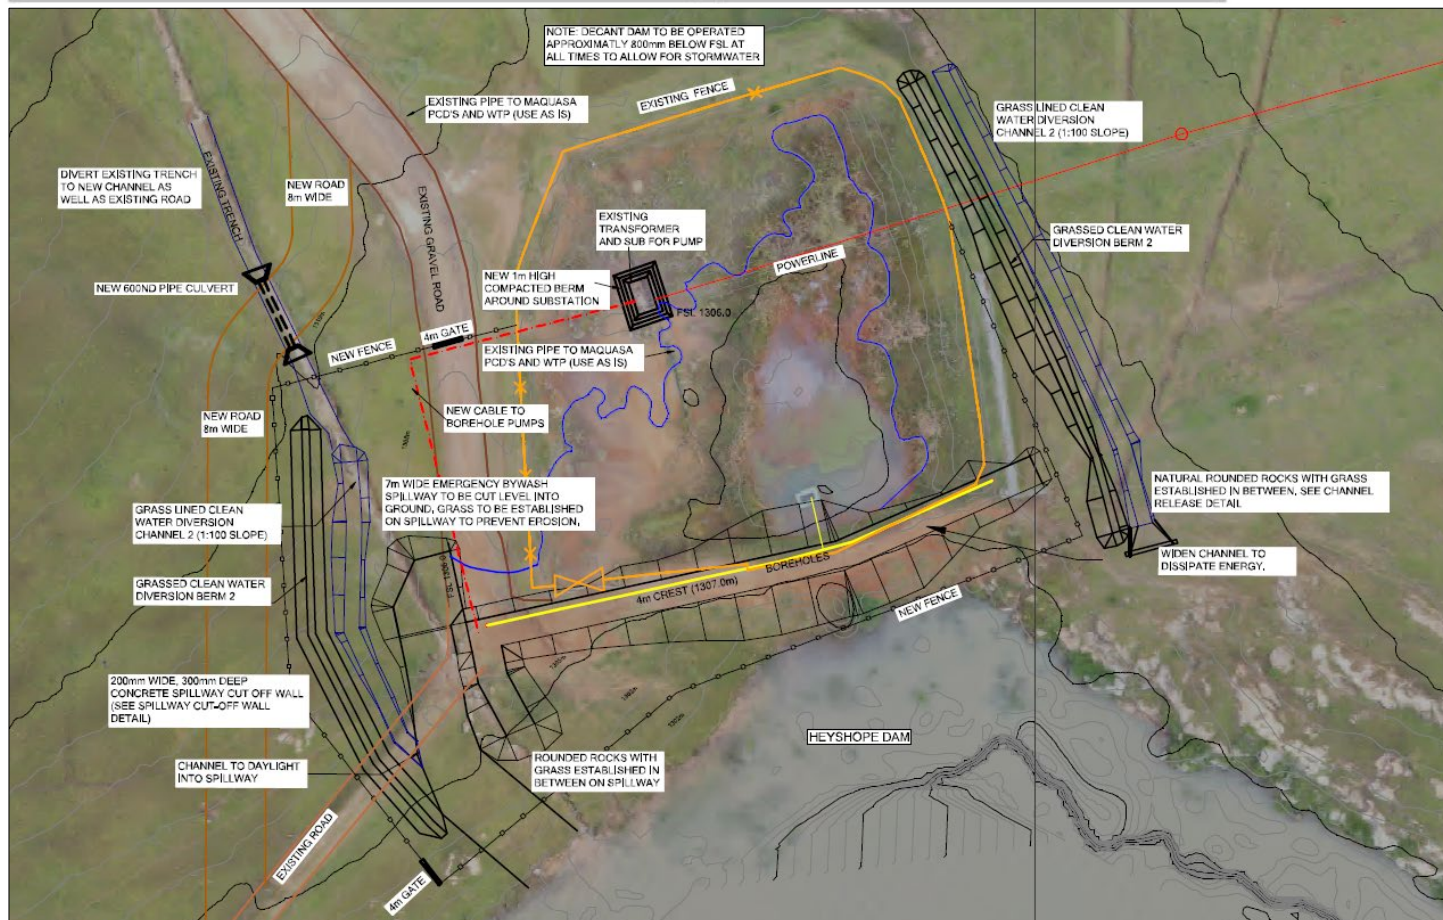 NOTE: DECANT DAM TO BE OPERATED
APPROXIMATLY 800mm BELOW FSL AT
ALL TIMES TO ALLOW FOR STORMWATER
EXISTING PIPE TO MAQUASA
PCD'S AND WTP (USE AS IS)
EXISTING FENCE
GRASS LINED CLEAN
WATER DIVERSION
CHANNEL 2 (1:100 SLOPE)
DIVERT EXISTING TRENCH
TO NEW CHANNEL AS
WELL AS EXISTING ROAD
EXISTING TRENCH
NEW ROAD
8m WIDE
EXISTING GRAVEL ROAD
EXISTING
TRANSFORMER
AND SUB FOR PUMP
GRASSED CLEAN WATER
DIVERSION BERM 2
POWERLINE
NEW 600ND PIPE CULVERT
NEW 1m HIGH
COMPACTED BERM
AROUND SUBSTATION
FSL 1306.0
4m GATE
NEW FENCE
EXISTING PIPE TO MAQUASA
PCD'S AND WTP (USE AS IS)
NEW ROAD
8m WIDE
NEW CABLE TO
BOREHOLE PUMPS
7m WIDE EMERGENCY BYWASH
SPILLWAY TO BE CUT LEVEL INTO
GROUND, GRASS TO BE ESTABLISHED
ON SPILLWAY TO PREVENT EROSION,
NATURAL ROUNDED ROCKS WITH GRASS
ESTABLISHED IN BETWEEN, SEE CHANNEL
RELEASE DETAIL
GRASS LINED CLEAN
WATER DIVERSION
CHANNEL 2 (1:100 SLOPE)
WIDEN CHANNEL TO
DISSIPATE ENERGY,
BOREHOLES
GRASSED CLEAN WATER
DIVERSION BERM 2
4m CREST (1307.0m)
NEW FENCE
200mm WIDE, 300mm DEEP
CONCRETE SPILLWAY CUT OFF WALL
(SEE SPILLWAY CUT-OFF WALL
DETAIL)
HEYSHOPE DAM
CHANNEL TO DAYLIGHT
INTO SPILLWAY
ROUNDED ROCKS WITH
GRASS ESTABLISHED IN
BETWEEN ON SPILLWAY
EXISTING ROAD
4m GATE